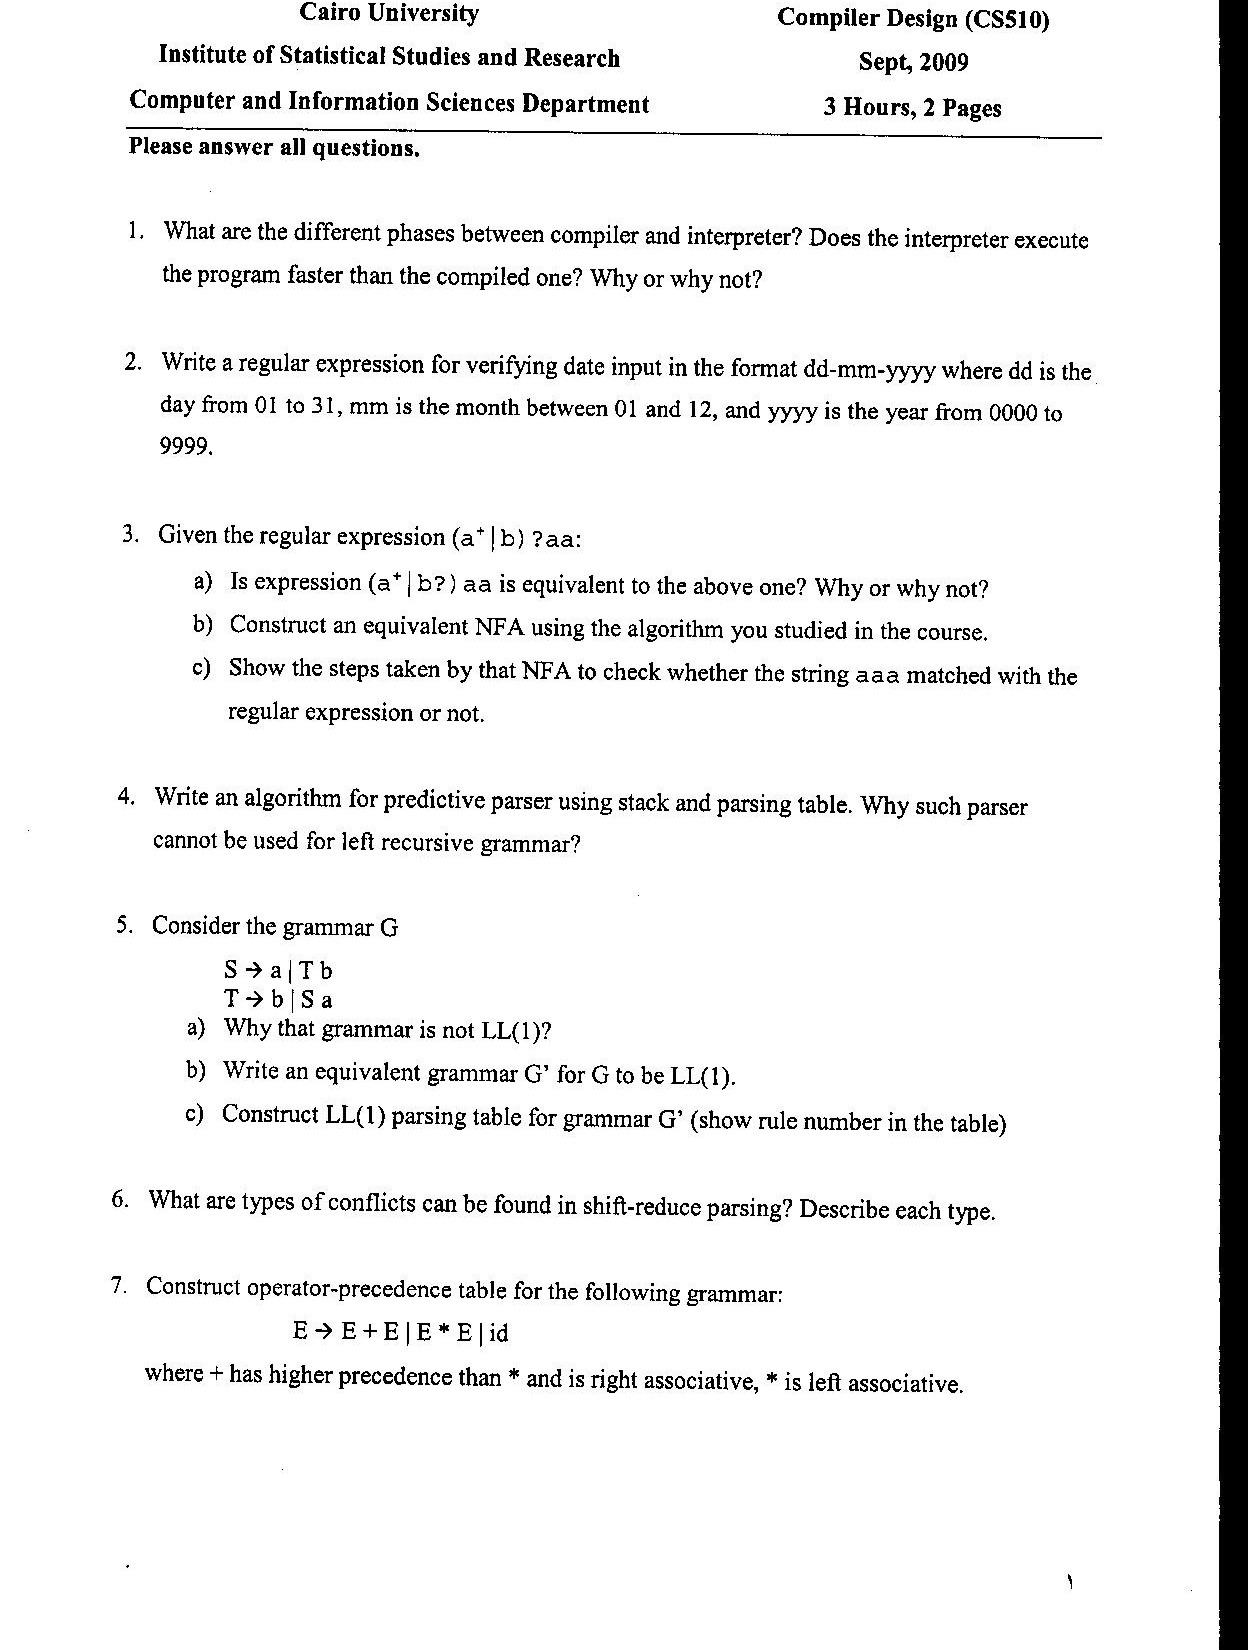 Cairo University
Compiler Design (CS510)
Institute of Statistical Studies and Research
Sept, 2009
Computer and Information Sciences Department
3 Hours, 2 Pages
Please answer all questions.
1. What are the different phases between compiler and interpreter? Does the interpreter execute
the program faster than the compiled one? Why or why not?
2. Write a regular expression for verifying date input in the format dd-mm-yyyy where dd is the
day from 01 to 31, mm is the month between 01 and 12, and yyyy is the year from 0000 to
9999.
3. Given the regular expression (a⁺|b)?aa:
a) Is expression (a⁺|b?)aa is equivalent to the above one? Why or why not?
b) Construct an equivalent NFA using the algorithm you studied in the course.
c) Show the steps taken by that NFA to check whether the string aaa matched with the
regular expression or not.
4. Write an algorithm for predictive parser using stack and parsing table. Why such parser
cannot be used for left recursive grammar?
5. Consider the grammar G
S → a | T b
T → b | S a
a) Why that grammar is not LL(1)?
b) Write an equivalent grammar G' for G to be LL(1).
c) Construct LL(1) parsing table for grammar G' (show rule number in the table)
6. What are types of conflicts can be found in shift-reduce parsing? Describe each type.
7. Construct operator-precedence table for the following grammar:
E → E + E | E * E | id
where + has higher precedence than * and is right associative, * is left associative.
١